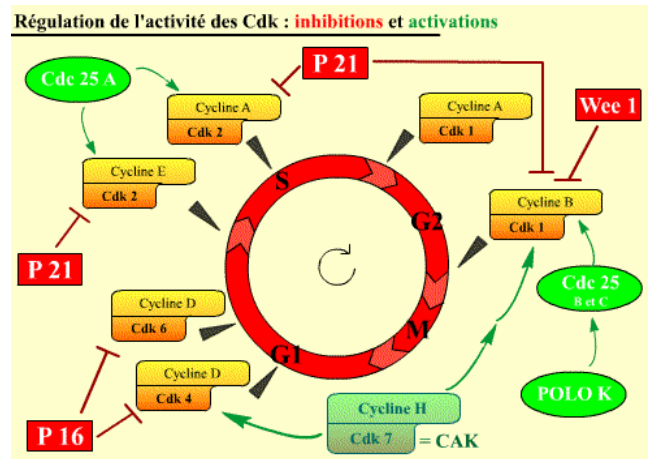 Régulation de l'activité des Cdk : inhibitions et activations
P 21
Cdc 25 A
Cycline A
Cdk 2
Cycline A
Cdk 1
Wee 1
Cycline E
Cdk 2
S
Cycline B
Cdk 1
G2
P 21
Cdc 25
B et C
Cycline D
Cdk 6
M
G1
Cycline D
Cdk 4
POLO K
Cycline H
P 16
Cdk 7 = CAK